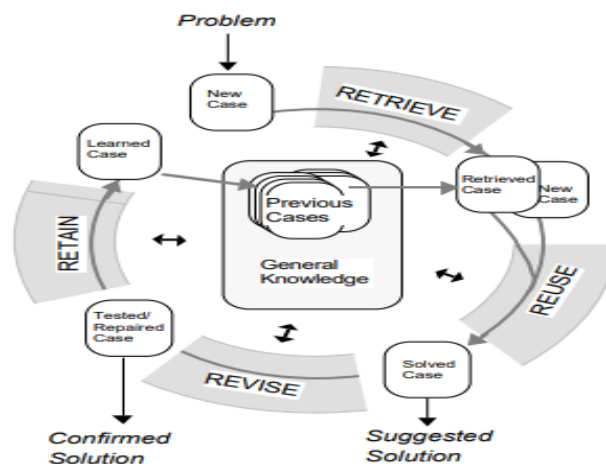 Problem
New
Case
RETRIEVE
Learned
Case
Retrieved
Case
New
Case
Previous
Cases
General
Knowledge
RETAIN
REUSE
Tested/
Repaired
Case
REVISE
Solved
Case
Confirmed
Solution
Suggested
Solution